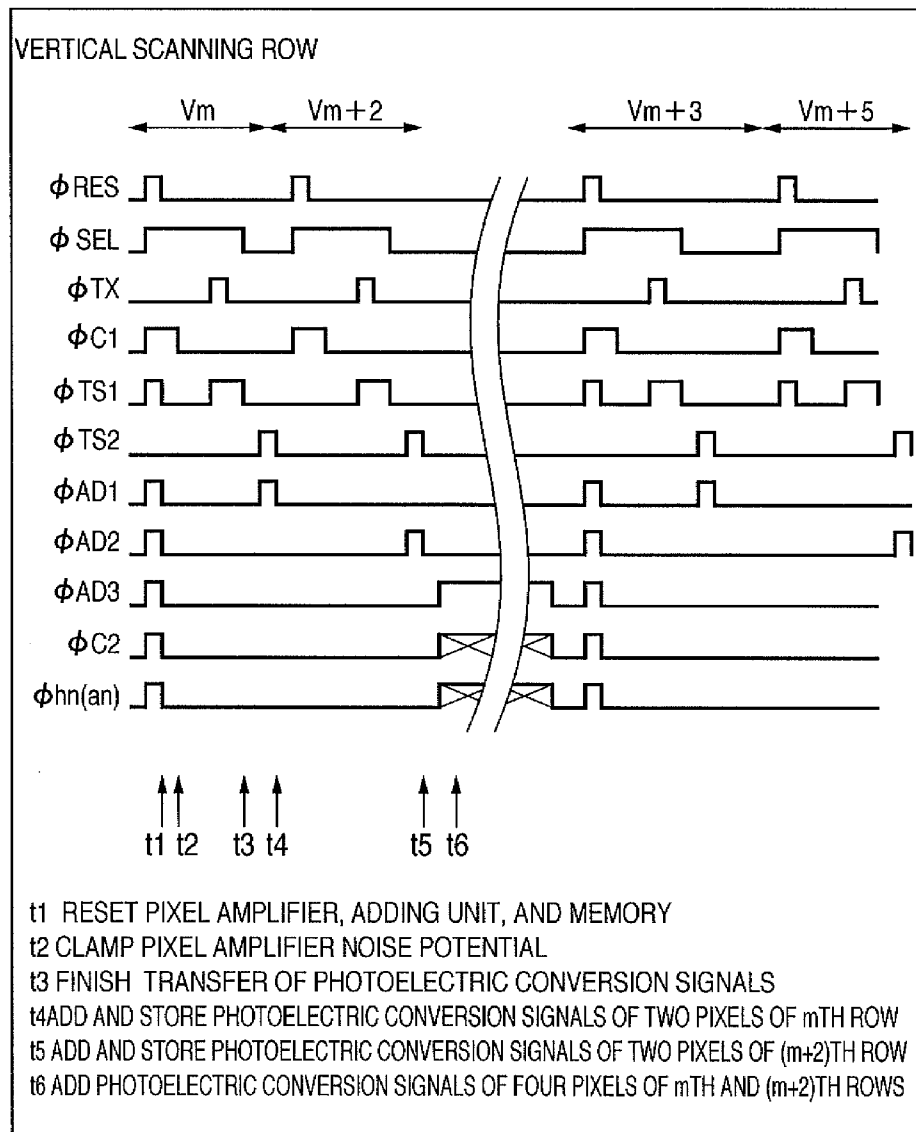 VERTICAL SCANNING ROW
Vm Vm+2 Vm+3 Vm+5
ϕRES
ϕSEL
ϕTX
ϕC1
ϕTS1
ϕTS2
ϕAD1
ϕAD2
ϕAD3
ϕC2
ϕhn(an)
t1 t2 t3 t4 t5 t6
t1 RESET PIXEL AMPLIFIER, ADDING UNIT, AND MEMORY
t2 CLAMP PIXEL AMPLIFIER NOISE POTENTIAL
t3 FINISH TRANSFER OF PHOTOELECTRIC CONVERSION SIGNALS
t4ADD AND STORE PHOTOELECTRIC CONVERSION SIGNALS OF TWO PIXELS OF mTH ROW
t5 ADD AND STORE PHOTOELECTRIC CONVERSION SIGNALS OF TWO PIXELS OF (m+2)TH ROW
t6 ADD PHOTOELECTRIC CONVERSION SIGNALS OF FOUR PIXELS OF mTH AND (m+2)TH ROWS